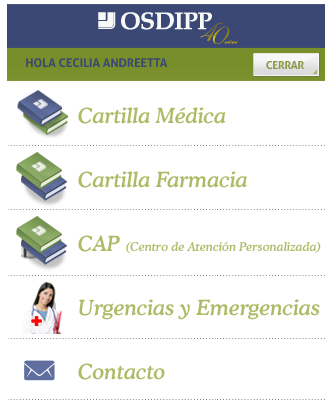 OSDIPP
40 años
HOLA CECILIA ANDREETTA
CERRAR
Cartilla Médica
Cartilla Farmacia
CAP (Centro de Atención Personalizada)
Urgencias y Emergencias
Contacto